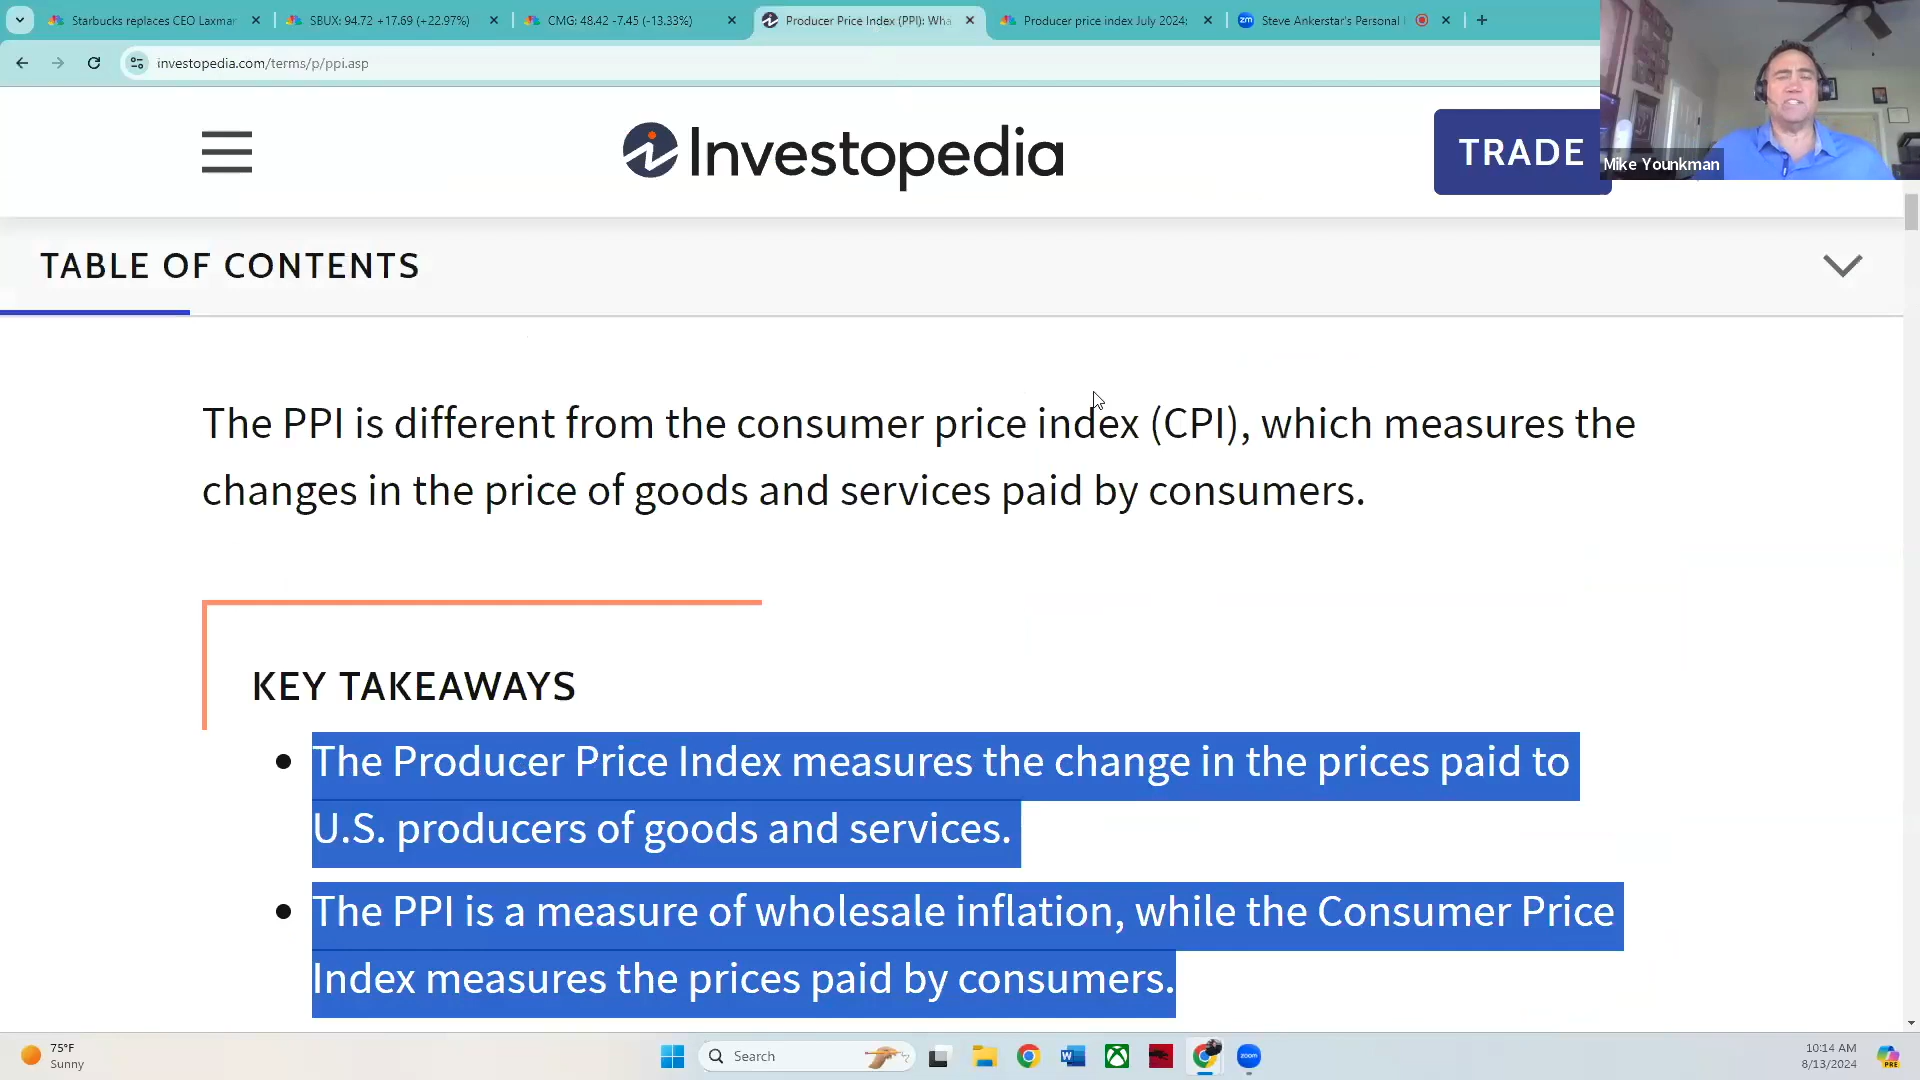 Starbucks replaces CEO Laxmar
SBUX: 94.72 +17.69 (+22.97%)
CMG: 48.42 -7.45 (-13.33%)
Producer Price Index (PPI): Wha
Producer price index July 2024:
zm
Steve Ankerstar's Personal
investopedia.com/terms/p/ppi.asp
Investopedia
TRADE
Mike Younkman
TABLE OF CONTENTS
The PPI is different from the consumer price index (CPI), which measures the
changes in the price of goods and services paid by consumers.
KEY TAKEAWAYS
• The Producer Price Index measures the change in the prices paid to
U.S. producers of goods and services.
• The PPI is a measure of wholesale inflation, while the Consumer Price
Index measures the prices paid by consumers.
75°F
Sunny
Search
zoom
10:14 AM
8/13/2024
PRE